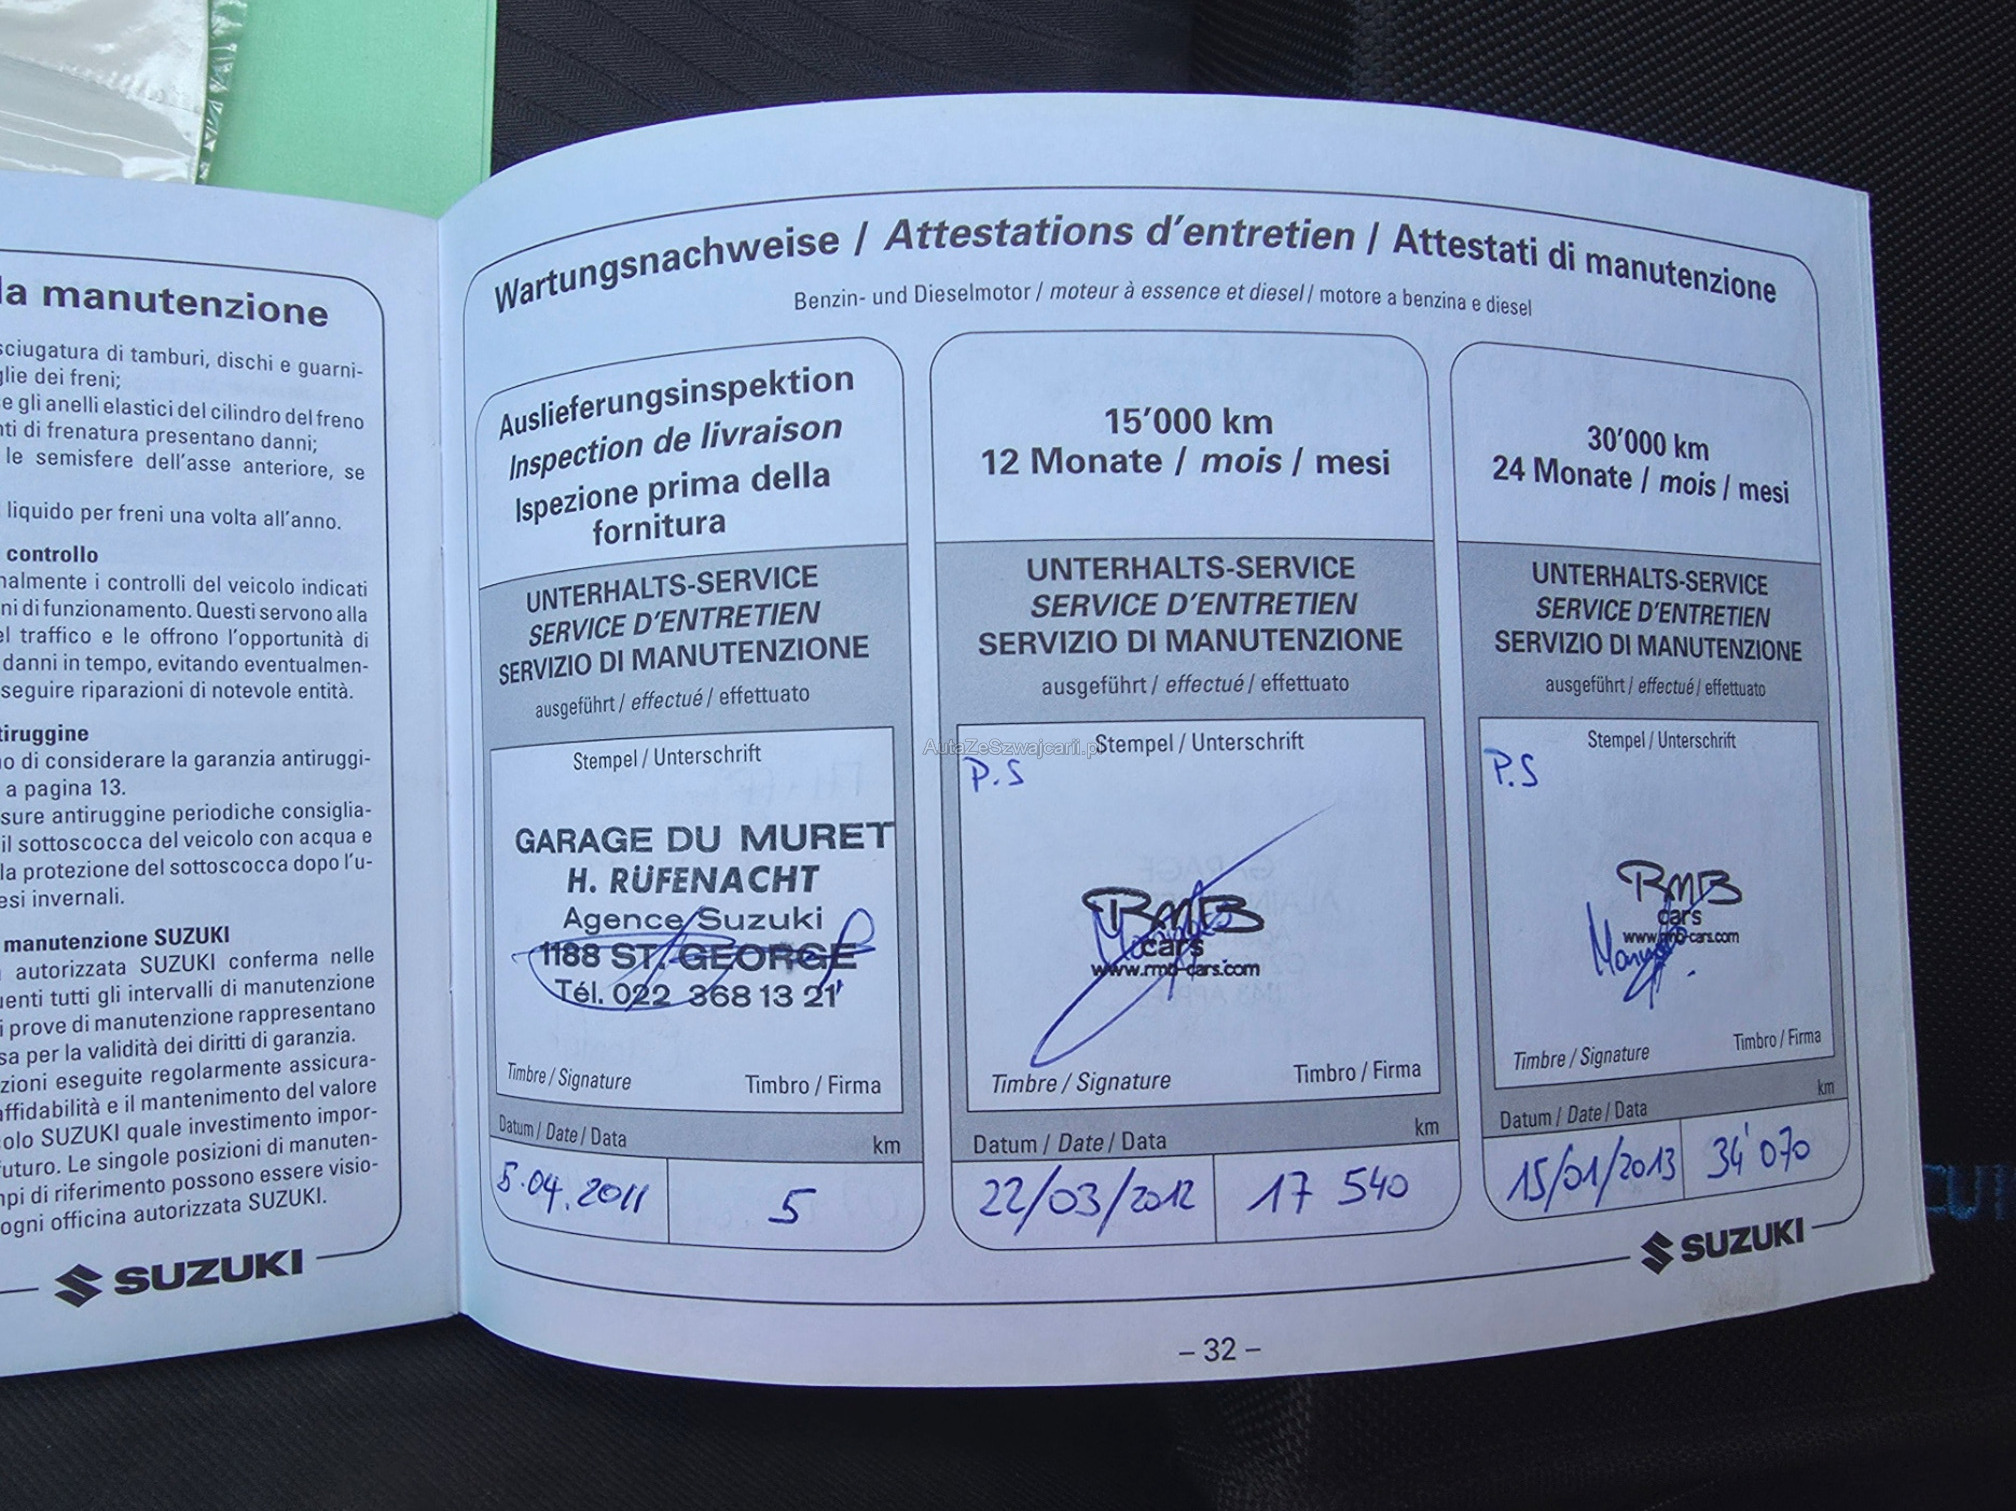 la manutenzione
sciugatura di tamburi, dischi e guarni-
glie dei freni;
e gli anelli elastici del cilindro del freno
nti di frenatura presentano danni;
le semisfere dell'asse anteriore, se
liquido per freni una volta all'anno.
controllo
nalmente i controlli del veicolo indicati
ni di funzionamento. Questi servono alla
el traffico e le offrono l'opportunità di
danni in tempo, evitando eventualmen-
seguire riparazioni di notevole entità.
tiruggine
no di considerare la garanzia antiruggi-
a pagina 13.
sure antiruggine periodiche consiglia-
il sottoscocca del veicolo con acqua e
la protezione del sottoscocca dopo l'u-
esi invernali.
manutenzione SUZUKI
autorizzata SUZUKI conferma nelle
uenti tutti gli intervalli di manutenzione
i prove di manutenzione rappresentano
sa per la validità dei diritti di garanzia.
zioni eseguite regolarmente assicura-
affidabilità e il mantenimento del valore
colo SUZUKI quale investimento impor-
futuro. Le singole posizioni di manuten-
mpi di riferimento possono essere visio-
ogni officina autorizzata SUZUKI.
SUZUKI
Wartungsnachweise / Attestations d'entretien / Attestati di manutenzione
Benzin- und Dieselmotor / moteur à essence et diesel / motore a benzina e diesel
Auslieferungsinspektion
Inspection de livraison
Ispezione prima della
fornitura
UNTERHALTS-SERVICE
SERVICE D'ENTRETIEN
SERVIZIO DI MANUTENZIONE
ausgeführt / effectué / effettuato
Stempel / Unterschrift
GARAGE DU MURET
H. RÜFENACHT
Agence Suzuki
1188 ST. GEORGE
Tél. 022 368 13 21
Timbre / Signature Timbro / Firma
Datum / Date / Data km
5.04.2011 5
15'000 km
12 Monate / mois / mesi
UNTERHALTS-SERVICE
SERVICE D'ENTRETIEN
SERVIZIO DI MANUTENZIONE
ausgeführt / effectué / effettuato
AutaZeSzwajcarii.pl
Stempel / Unterschrift
P.S
RMB
cars
www.rmb-cars.com
Timbre / Signature Timbro / Firma
Datum / Date / Data km
22/03/2012 17 540
30'000 km
24 Monate / mois / mesi
UNTERHALTS-SERVICE
SERVICE D'ENTRETIEN
SERVIZIO DI MANUTENZIONE
ausgeführt / effectué / effettuato
Stempel / Unterschrift
P.S
RMB
cars
www.rmb-cars.com
Timbre / Signature Timbro / Firma
Datum / Date / Data km
15/01/2013 34'070
SUZUKI
– 32 –